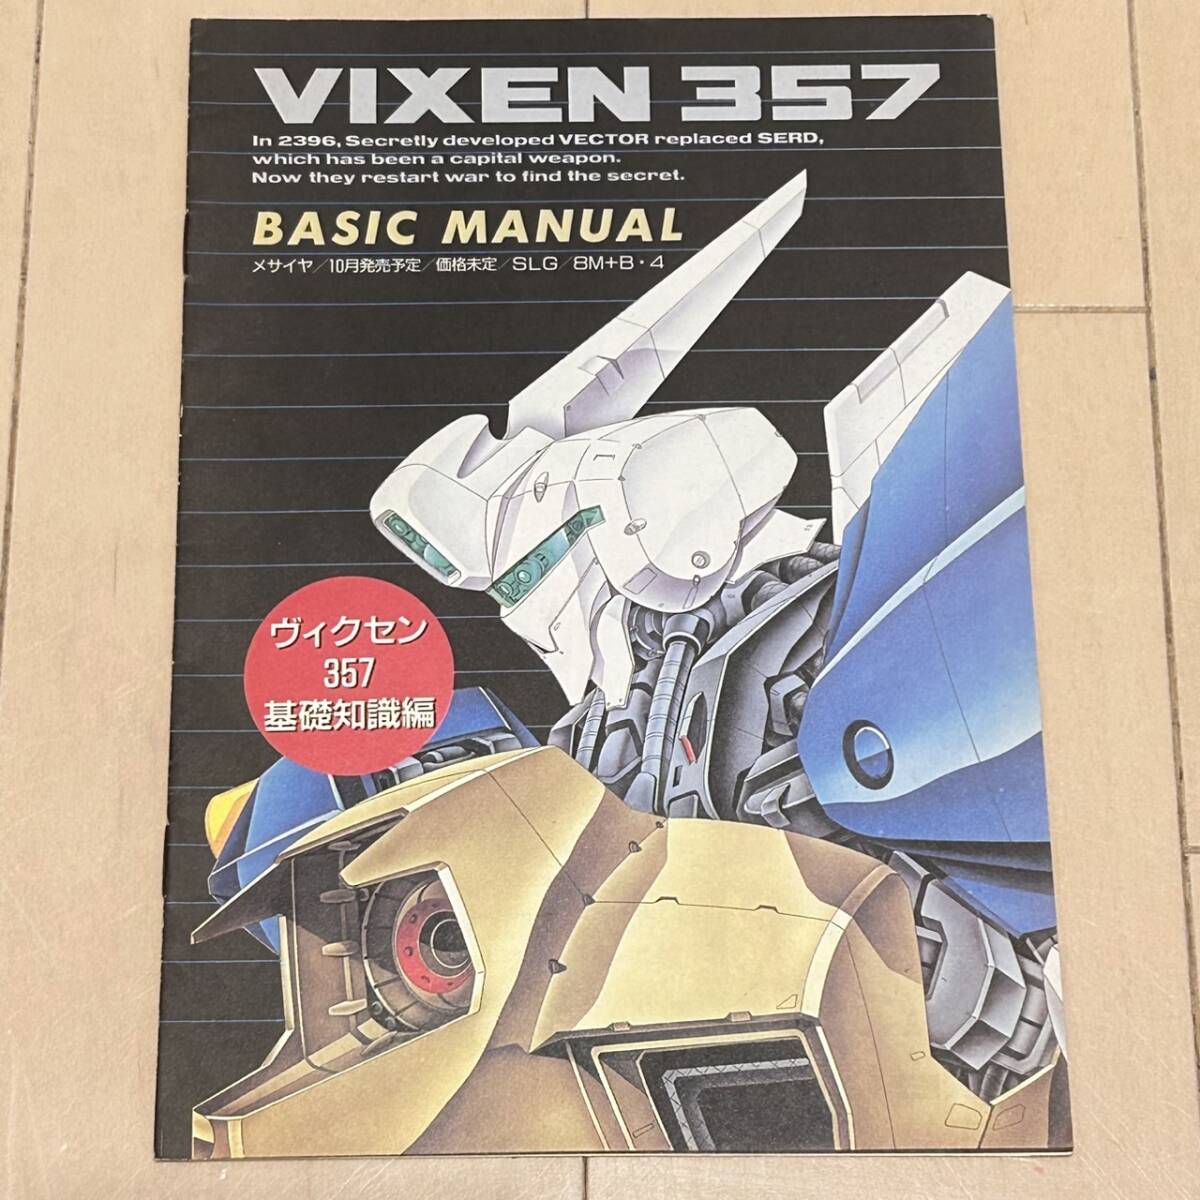 VIXEN 357
In 2396, Secretly developed VECTOR replaced SERD,
which has been a capital weapon.
Now they restart war to find the secret.
BASIC MANUAL
メサイヤ/10月発売予定/価格未定/SLG/8M+B・4
ヴィクセン
357
基礎知識編